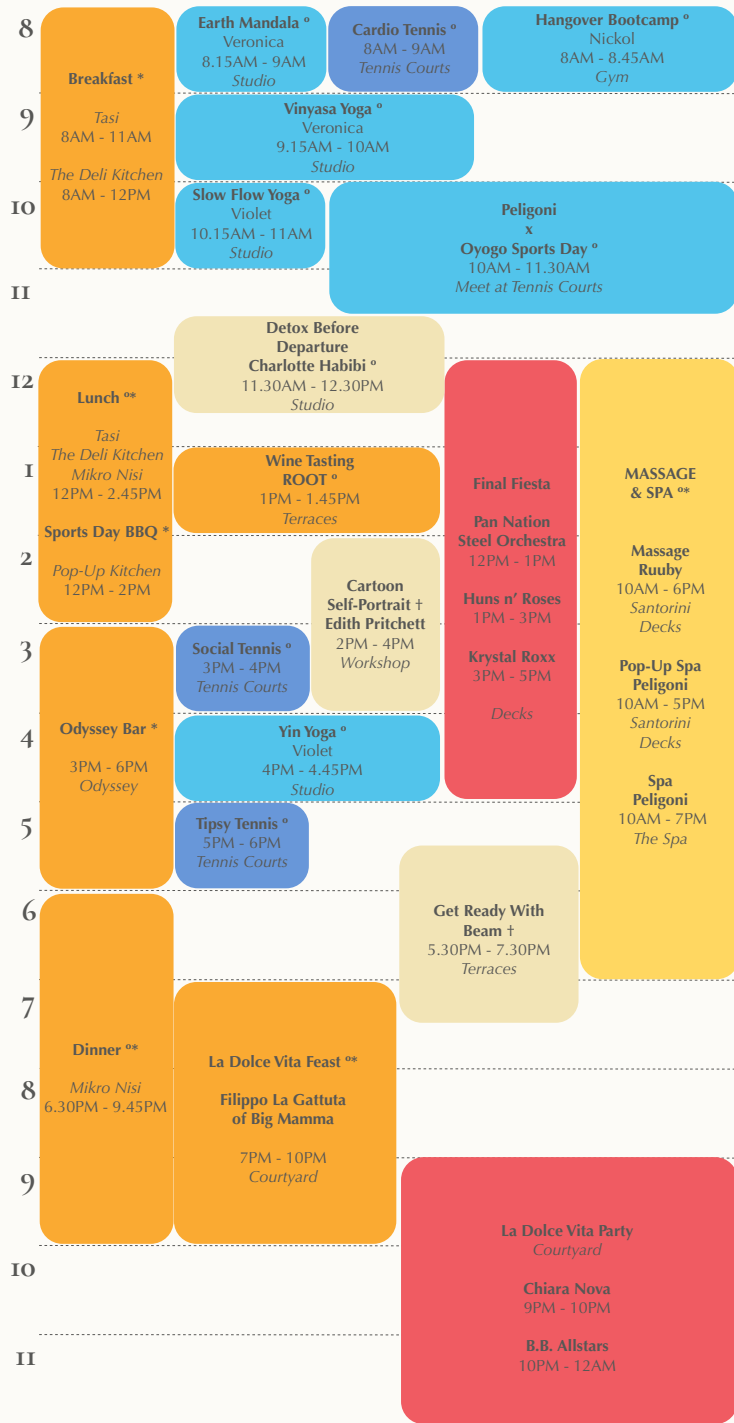 8
Breakfast *
Tasi
8AM - 11AM
The Deli Kitchen
8AM - 12PM
Earth Mandala º
Veronica
8.15AM - 9AM
Studio
Cardio Tennis º
8AM - 9AM
Tennis Courts
Hangover Bootcamp º
Nickol
8AM - 8.45AM
Gym
9
Vinyasa Yoga º
Veronica
9.15AM - 10AM
Studio
10
Slow Flow Yoga º
Violet
10.15AM - 11AM
Studio
Peligoni
x
Oyogo Sports Day º
10AM - 11.30AM
Meet at Tennis Courts
11
Detox Before
Departure
Charlotte Habibi º
11.30AM - 12.30PM
Studio
12
Lunch º*
Tasi
The Deli Kitchen
Mikro Nisi
12PM - 2.45PM
Sports Day BBQ *
Pop-Up Kitchen
12PM - 2PM
1
Wine Tasting
ROOT º
1PM - 1.45PM
Terraces
Final Fiesta
Pan Nation
Steel Orchestra
12PM - 1PM
Huns n’ Roses
1PM - 3PM
Krystal Roxx
3PM - 5PM
Decks
MASSAGE
& SPA º*
Massage
Ruuby
10AM - 6PM
Santorini
Decks
Pop-Up Spa
Peligoni
10AM - 5PM
Santorini
Decks
Spa
Peligoni
10AM - 7PM
The Spa
2
Cartoon
Self-Portrait †
Edith Pritchett
2PM - 4PM
Workshop
3
Social Tennis º
3PM - 4PM
Tennis Courts
Odyssey Bar *
3PM - 6PM
Odyssey
4
Yin Yoga º
Violet
4PM - 4.45PM
Studio
5
Tipsy Tennis º
5PM - 6PM
Tennis Courts
Get Ready With
Beam †
5.30PM - 7.30PM
Terraces
6
Dinner º*
Mikro Nisi
6.30PM - 9.45PM
7
La Dolce Vita Feast º*
Filippo La Gattuta
of Big Mamma
7PM - 10PM
Courtyard
8
9
La Dolce Vita Party
Courtyard
Chiara Nova
9PM - 10PM
B.B. Allstars
10PM - 12AM
10
11